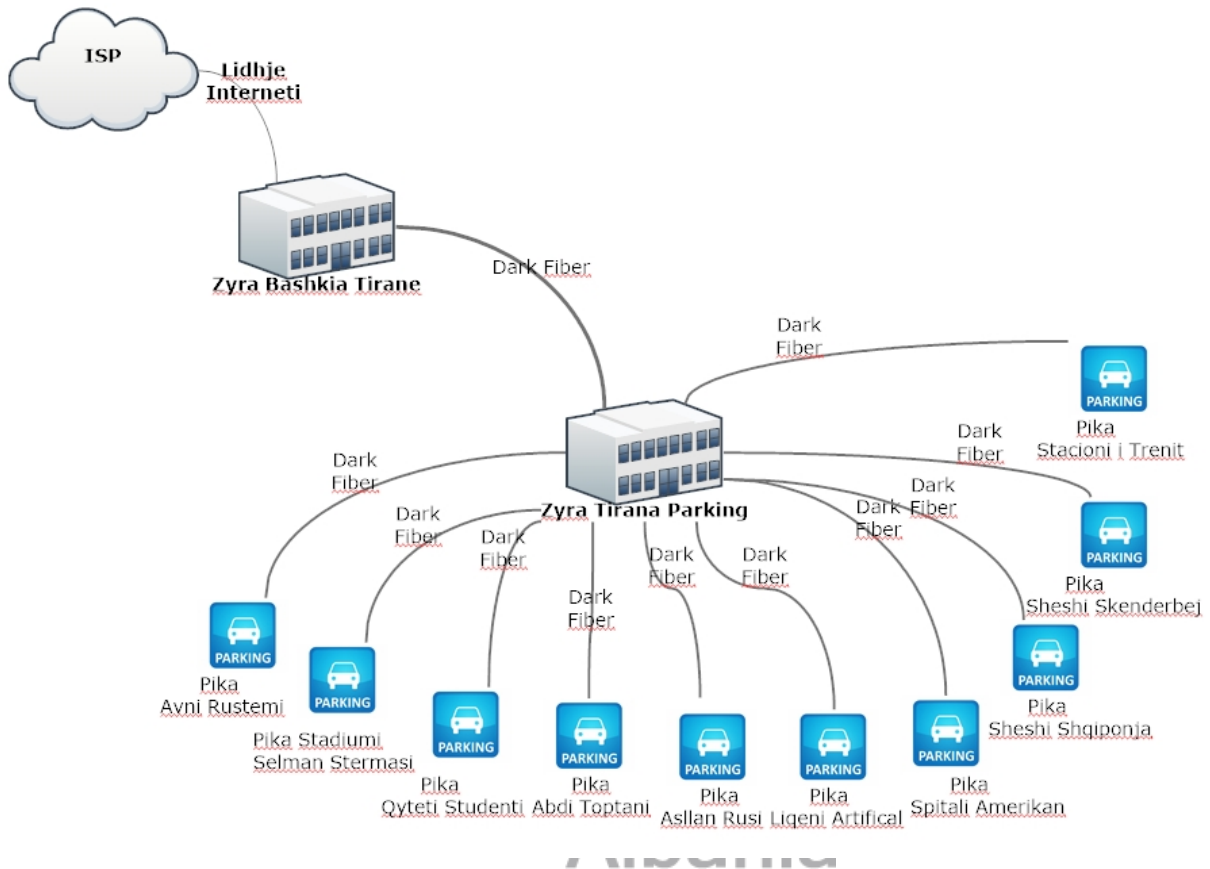 ISP
Lidhje
Interneti
Zyra Bashkia Tirane
Dark Fiber
Dark
Fiber
PARKING
Pika
Stacioni i Trenit
Dark
Fiber
PARKING
Pika
Sheshi Skenderbej
Zyra Tirana Parking
Dark
Fiber
Dark
Fiber
Dark
Fiber
Dark
Fiber
Dark
Fiber
Dark
Fiber
Dark
Fiber
Dark
Fiber
PARKING
Pika
Avni Rustemi
PARKING
Pika Stadiumi
Selman Stermasi
PARKING
Pika
Qyteti Studenti
PARKING
Pika
Abdi Toptani
PARKING
Pika
Asllan Rusi
PARKING
Pika
Liqeni Artifical
PARKING
Pika
Spitali Amerikan
PARKING
Pika
Sheshi Shqiponja